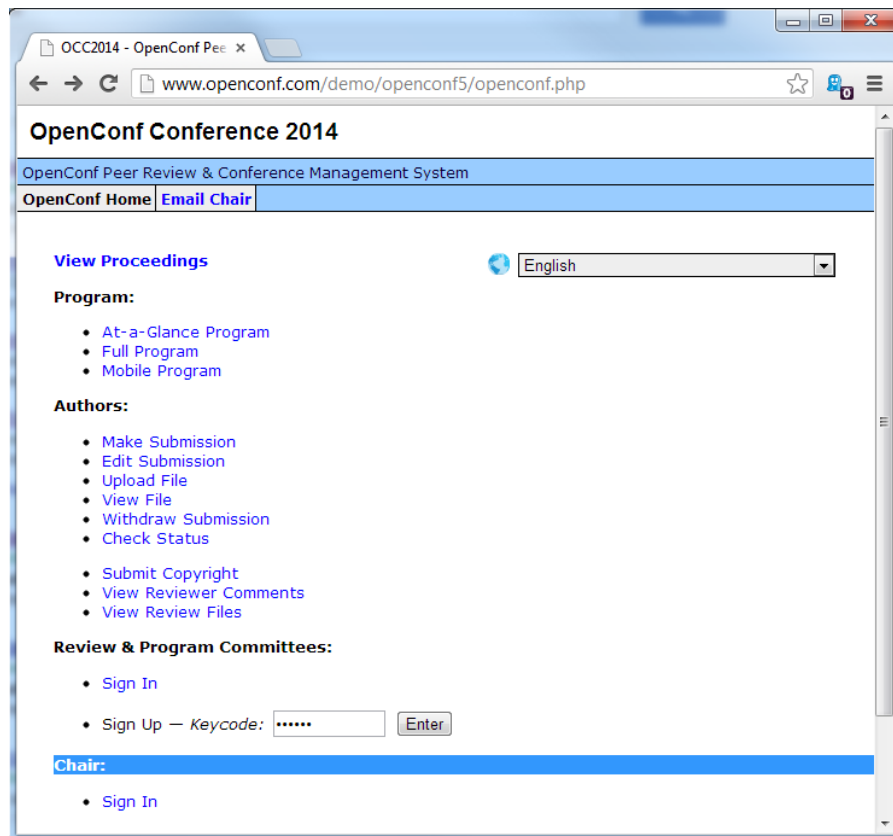 OCC2014 - OpenConf Pee
www.openconf.com/demo/openconf5/openconf.php
0
OpenConf Conference 2014
OpenConf Peer Review & Conference Management System
OpenConf Home Email Chair
View Proceedings English
Program:
At-a-Glance Program
Full Program
Mobile Program
Authors:
Make Submission
Edit Submission
Upload File
View File
Withdraw Submission
Check Status
Submit Copyright
View Reviewer Comments
View Review Files
Review & Program Committees:
Sign In
Sign Up — Keycode: •••••• Enter
Chair:
Sign In